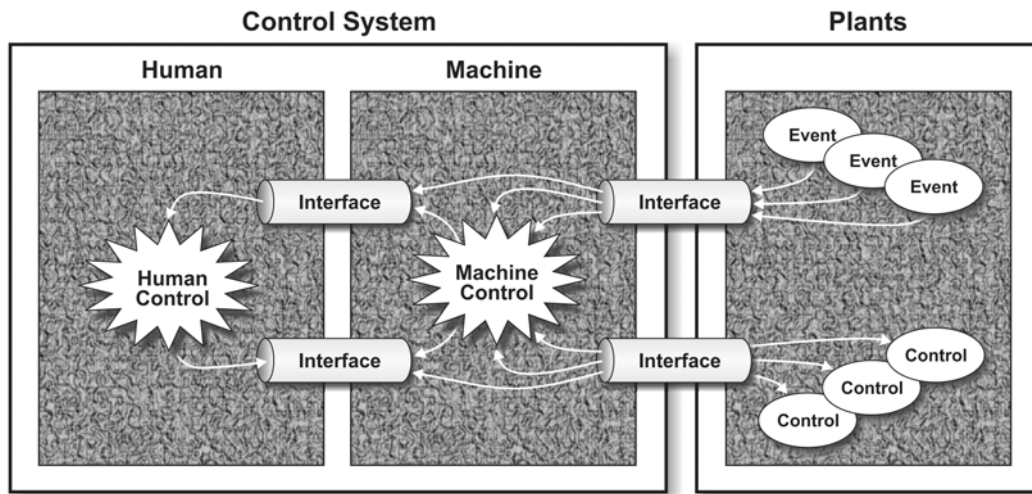 Control System
Plants
Human
Machine
Event
Event
Event
Interface
Interface
Human
Control
Machine
Control
Interface
Interface
Control
Control
Control